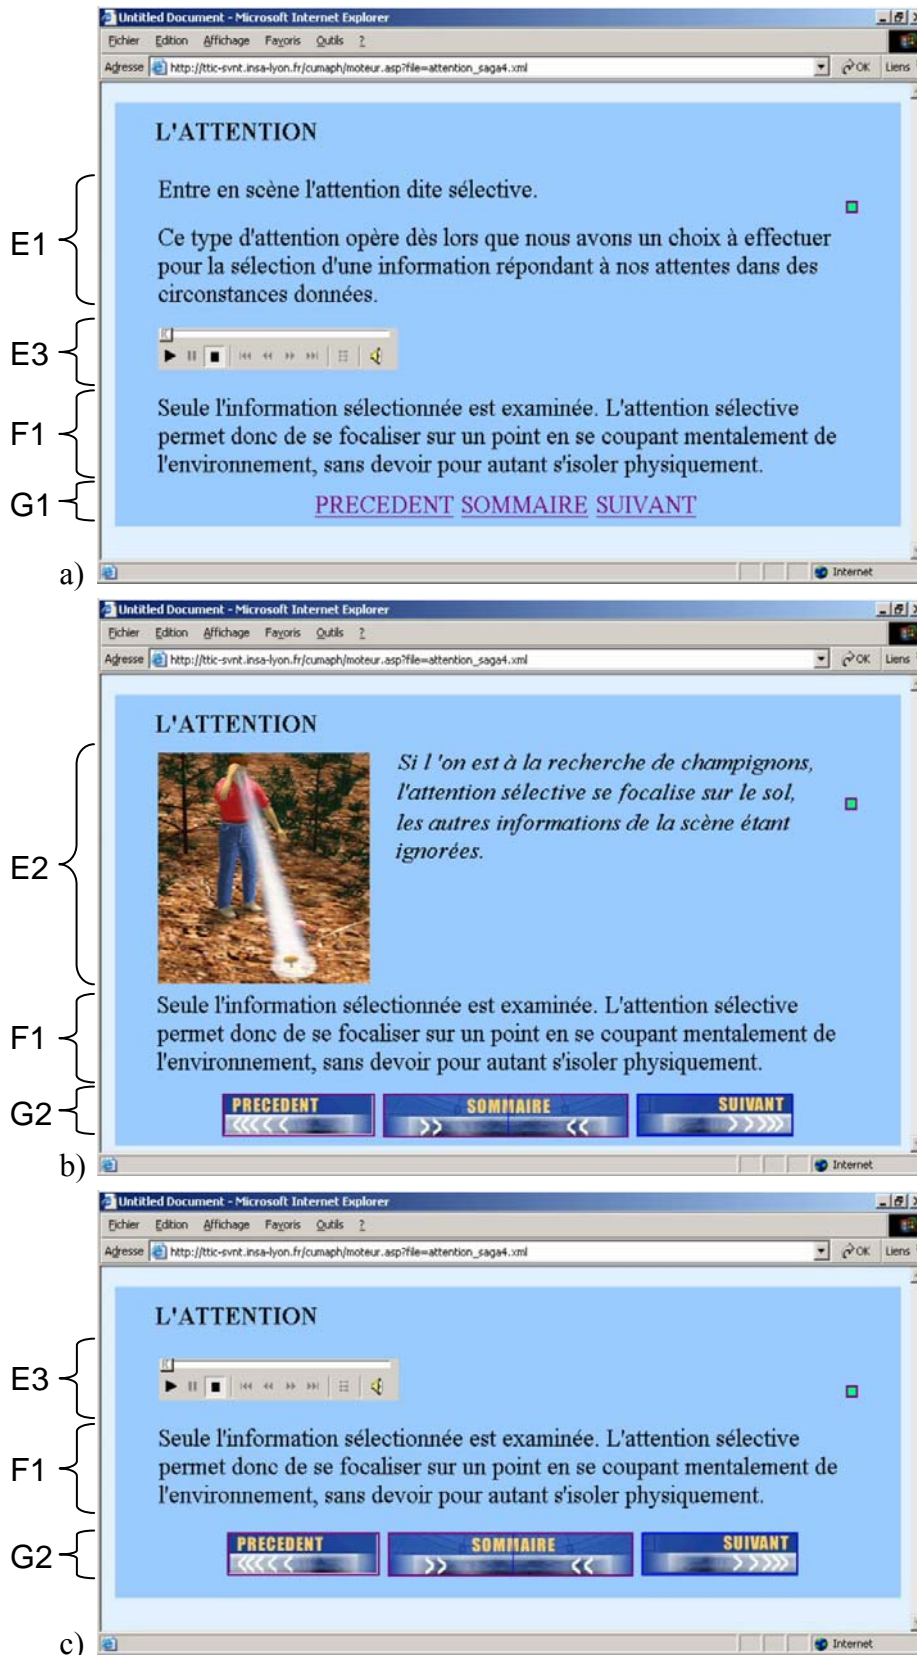 Untitled Document - Microsoft Internet Explorer
Fichier Edition Affichage Favoris Outils ?
Adresse http://ttic-svnt.insa-lyon.fr/cumaph/moteur.asp?file=attention_saga4.xml OK Liens
L'ATTENTION
E1
Entre en scène l'attention dite sélective.
Ce type d'attention opère dès lors que nous avons un choix à effectuer
pour la sélection d'une information répondant à nos attentes dans des
circonstances données.
E3
F1
Seule l'information sélectionnée est examinée. L'attention sélective
permet donc de se focaliser sur un point en se coupant mentalement de
l'environnement, sans devoir pour autant s'isoler physiquement.
G1
PRECEDENT SOMMAIRE SUIVANT
a)
Internet
Untitled Document - Microsoft Internet Explorer
Fichier Edition Affichage Favoris Outils ?
Adresse http://ttic-svnt.insa-lyon.fr/cumaph/moteur.asp?file=attention_saga4.xml OK Liens
L'ATTENTION
E2
Si l 'on est à la recherche de champignons,
l'attention sélective se focalise sur le sol,
les autres informations de la scène étant
ignorées.
F1
Seule l'information sélectionnée est examinée. L'attention sélective
permet donc de se focaliser sur un point en se coupant mentalement de
l'environnement, sans devoir pour autant s'isoler physiquement.
G2
PRECEDENT SOMMAIRE SUIVANT
b)
Internet
Untitled Document - Microsoft Internet Explorer
Fichier Edition Affichage Favoris Outils ?
Adresse http://ttic-svnt.insa-lyon.fr/cumaph/moteur.asp?file=attention_saga4.xml OK Liens
L'ATTENTION
E3
F1
Seule l'information sélectionnée est examinée. L'attention sélective
permet donc de se focaliser sur un point en se coupant mentalement de
l'environnement, sans devoir pour autant s'isoler physiquement.
G2
PRECEDENT SOMMAIRE SUIVANT
c)
Internet